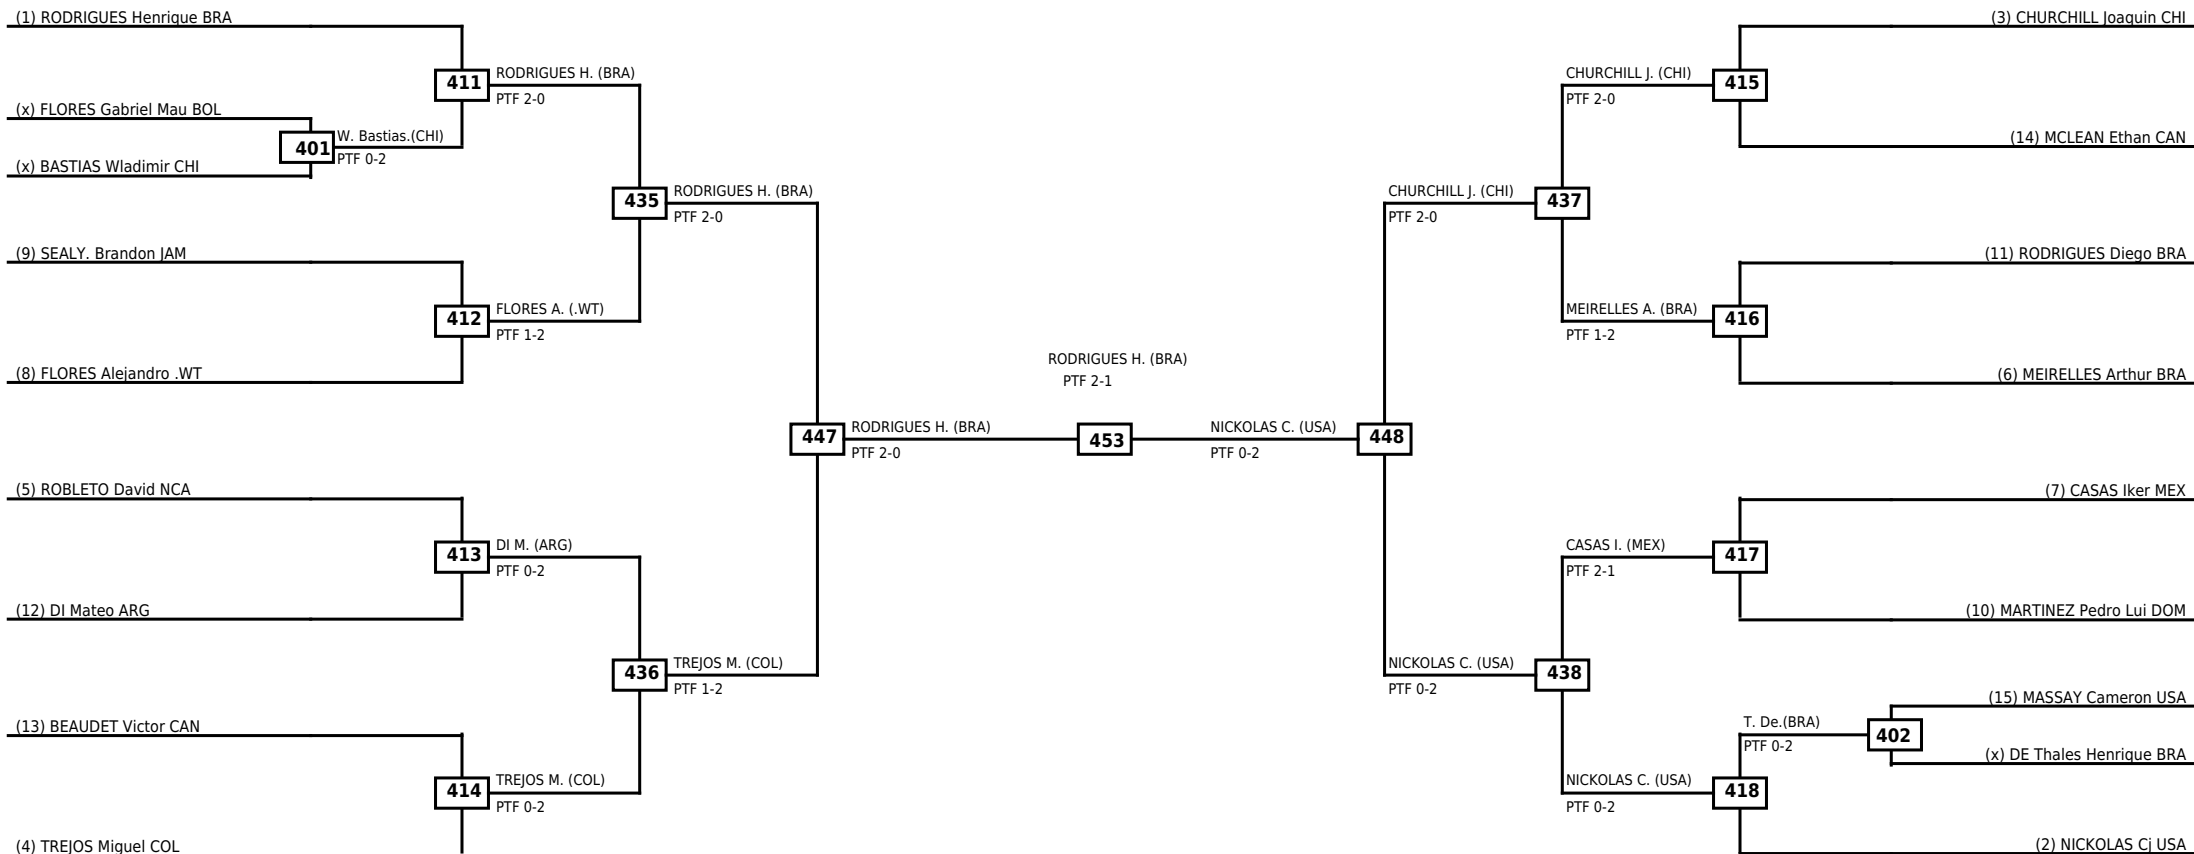 (1) RODRIGUES Henrique BRA
411
RODRIGUES H. (BRA)
PTF 2-0
(x) FLORES Gabriel Mau BOL
401
W. Bastias.(CHI)
PTF 0-2
(x) BASTIAS Wladimir CHI
435
RODRIGUES H. (BRA)
PTF 2-0
(9) SEALY. Brandon JAM
412
FLORES A. (.WT)
PTF 1-2
(8) FLORES Alejandro .WT
447
RODRIGUES H. (BRA)
PTF 2-0
(5) ROBLETO David NCA
413
DI M. (ARG)
PTF 0-2
(12) DI Mateo ARG
436
TREJOS M. (COL)
PTF 1-2
(13) BEAUDET Victor CAN
414
TREJOS M. (COL)
PTF 0-2
(4) TREJOS Miguel COL
RODRIGUES H. (BRA)
PTF 2-1
453
(3) CHURCHILL Joaquin CHI
CHURCHILL J. (CHI)
PTF 2-0
415
(14) MCLEAN Ethan CAN
CHURCHILL J. (CHI)
PTF 2-0
437
(11) RODRIGUES Diego BRA
MEIRELLES A. (BRA)
PTF 1-2
416
(6) MEIRELLES Arthur BRA
NICKOLAS C. (USA)
PTF 0-2
448
(7) CASAS Iker MEX
CASAS I. (MEX)
PTF 2-1
417
(10) MARTINEZ Pedro Lui DOM
NICKOLAS C. (USA)
PTF 0-2
438
(15) MASSAY Cameron USA
T. De.(BRA)
PTF 0-2
402
(x) DE Thales Henrique BRA
NICKOLAS C. (USA)
PTF 0-2
418
(2) NICKOLAS Cj USA